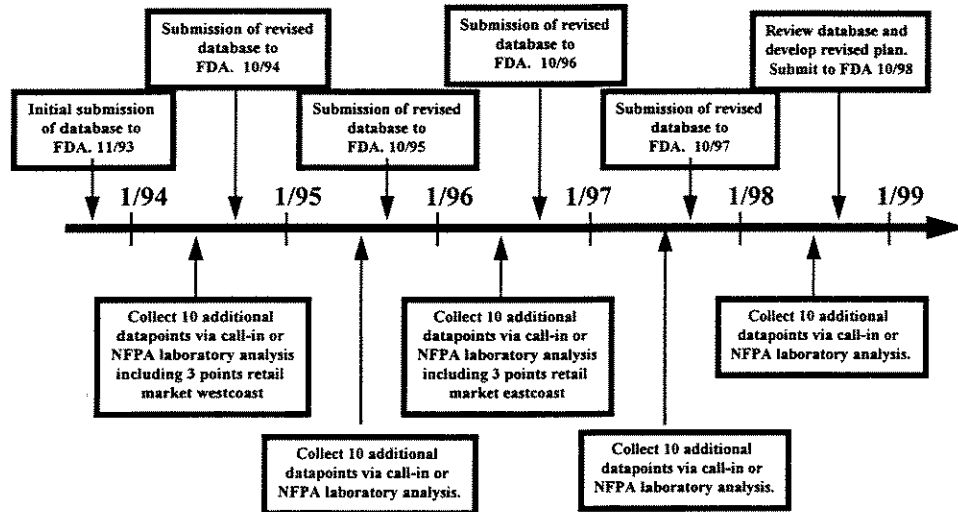 Submission of revised
database to
FDA. 10/94
Submission of revised
database to
FDA. 10/96
Review database and
develop revised plan.
Submit to FDA 10/98
Initial submission
of database to
FDA. 11/93
Submission of revised
database to
FDA. 10/95
Submission of revised
database to
FDA. 10/97
1/94
1/95
1/96
1/97
1/98
1/99
Collect 10 additional
datapoints via call-in or
NFPA laboratory analysis
including 3 points retail
market westcoast
Collect 10 additional
datapoints via call-in or
NFPA laboratory analysis
including 3 points retail
market eastcoast
Collect 10 additional
datapoints via call-in or
NFPA laboratory analysis.
Collect 10 additional
datapoints via call-in or
NFPA laboratory analysis.
Collect 10 additional
datapoints via call-in or
NFPA laboratory analysis.